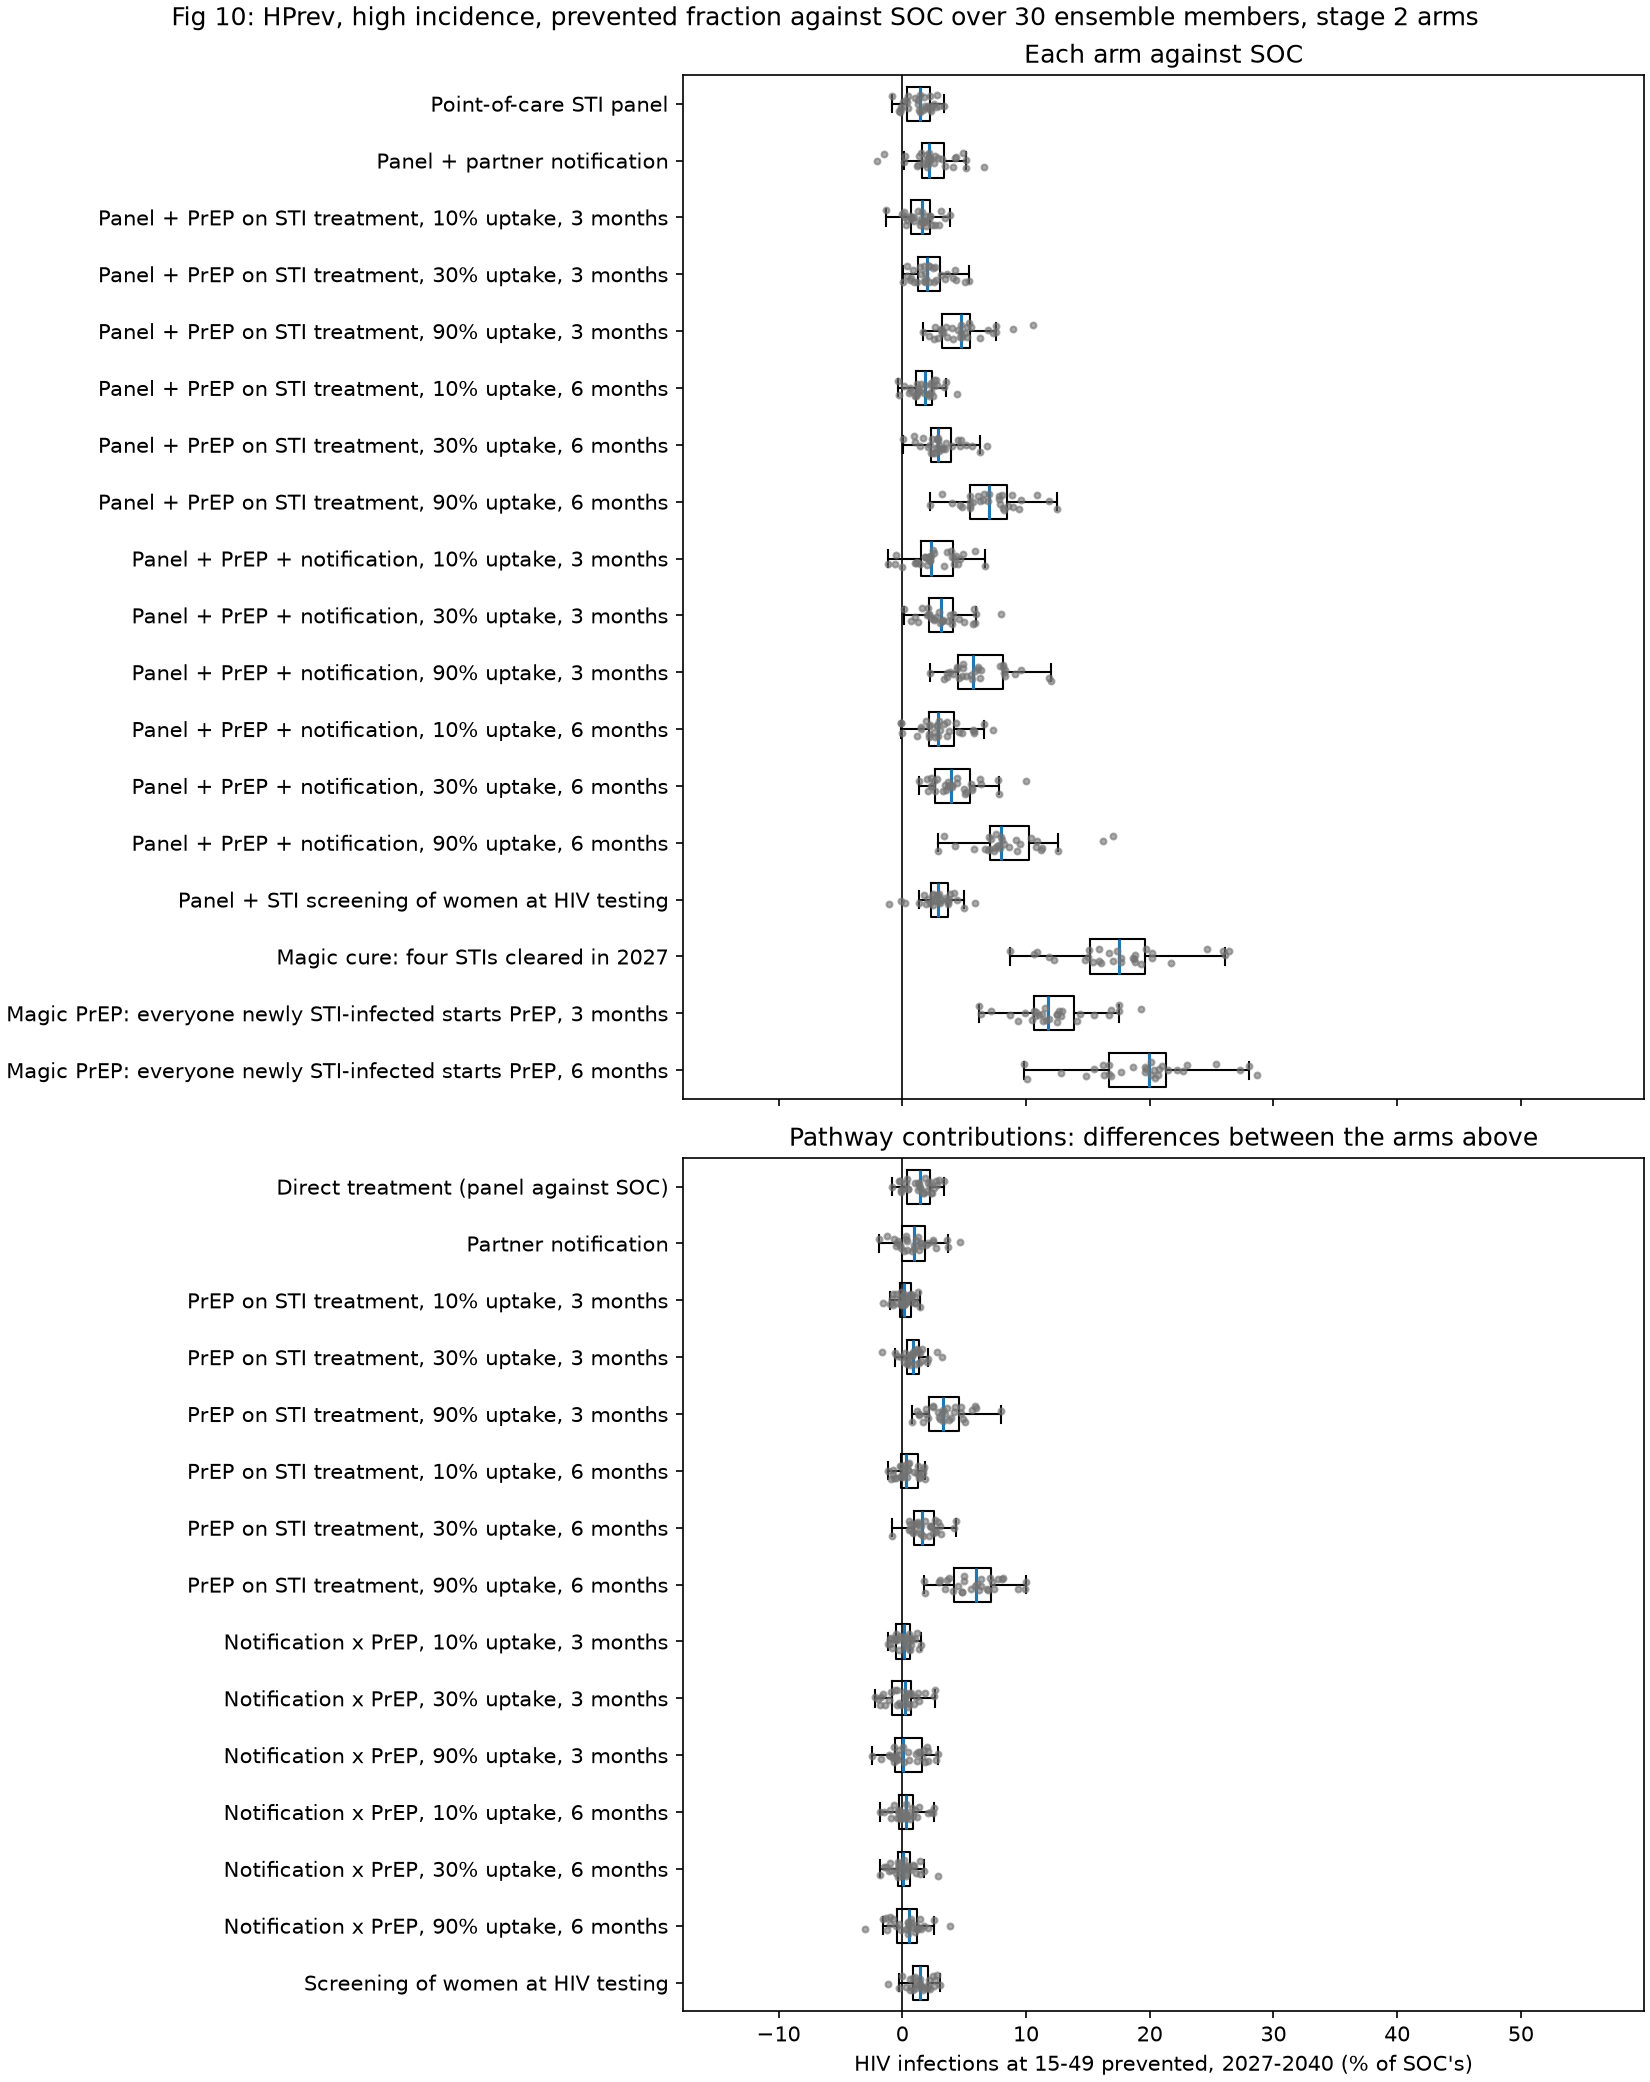 Fig 10: HPrev, high incidence, prevented fraction against SOC over 30 ensemble members, stage 2 arms
Each arm against SOC
Point-of-care STI panel
Panel + partner notification
Panel + PrEP on STI treatment, 10% uptake, 3 months
Panel + PrEP on STI treatment, 30% uptake, 3 months
Panel + PrEP on STI treatment, 90% uptake, 3 months
Panel + PrEP on STI treatment, 10% uptake, 6 months
Panel + PrEP on STI treatment, 30% uptake, 6 months
Panel + PrEP on STI treatment, 90% uptake, 6 months
Panel + PrEP + notification, 10% uptake, 3 months
Panel + PrEP + notification, 30% uptake, 3 months
Panel + PrEP + notification, 90% uptake, 3 months
Panel + PrEP + notification, 10% uptake, 6 months
Panel + PrEP + notification, 30% uptake, 6 months
Panel + PrEP + notification, 90% uptake, 6 months
Panel + STI screening of women at HIV testing
Magic cure: four STIs cleared in 2027
Magic PrEP: everyone newly STI-infected starts PrEP, 3 months
Magic PrEP: everyone newly STI-infected starts PrEP, 6 months
Pathway contributions: differences between the arms above
Direct treatment (panel against SOC)
Partner notification
PrEP on STI treatment, 10% uptake, 3 months
PrEP on STI treatment, 30% uptake, 3 months
PrEP on STI treatment, 90% uptake, 3 months
PrEP on STI treatment, 10% uptake, 6 months
PrEP on STI treatment, 30% uptake, 6 months
PrEP on STI treatment, 90% uptake, 6 months
Notification x PrEP, 10% uptake, 3 months
Notification x PrEP, 30% uptake, 3 months
Notification x PrEP, 90% uptake, 3 months
Notification x PrEP, 10% uptake, 6 months
Notification x PrEP, 30% uptake, 6 months
Notification x PrEP, 90% uptake, 6 months
Screening of women at HIV testing
−10 0 10 20 30 40 50
HIV infections at 15-49 prevented, 2027-2040 (% of SOC's)